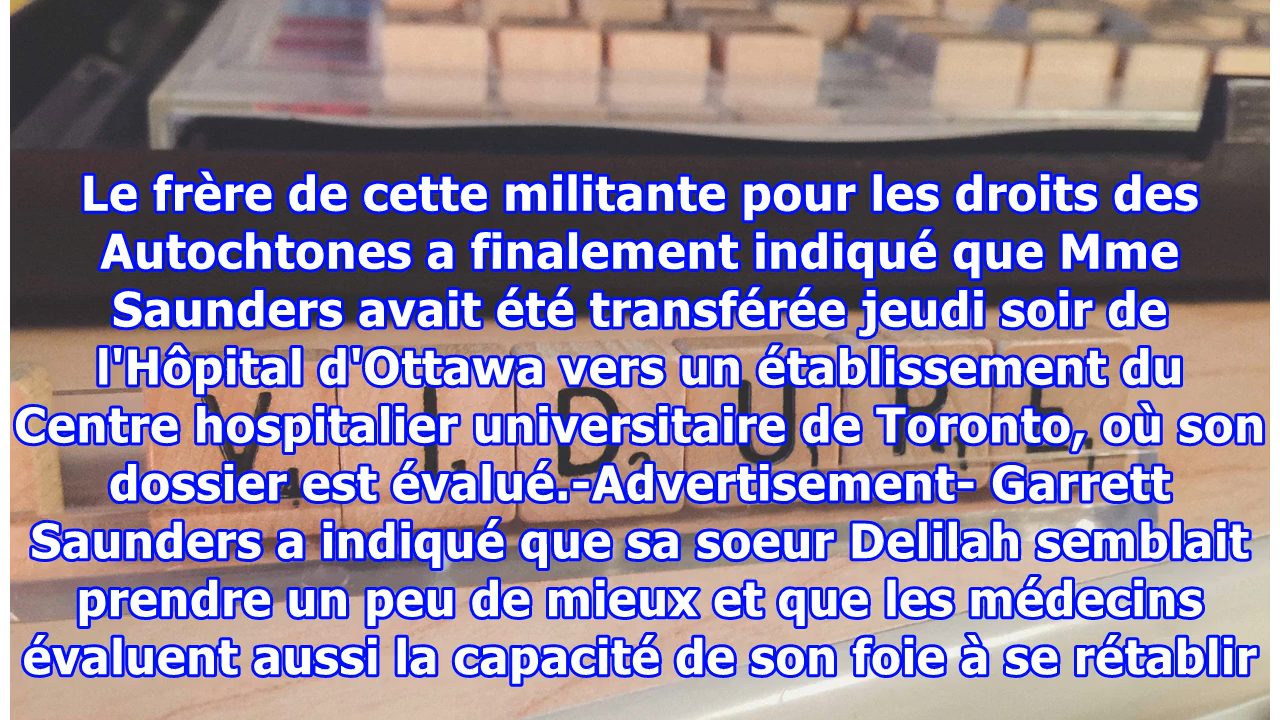 Le frère de cette militante pour les droits des
Autochtones a finalement indiqué que Mme
Saunders avait été transférée jeudi soir de
l'Hôpital d'Ottawa vers un établissement du
Centre hospitalier universitaire de Toronto, où son
dossier est évalué.-Advertisement- Garrett
Saunders a indiqué que sa soeur Delilah semblait
prendre un peu de mieux et que les médecins
évaluent aussi la capacité de son foie à se rétablir
V I D U R E